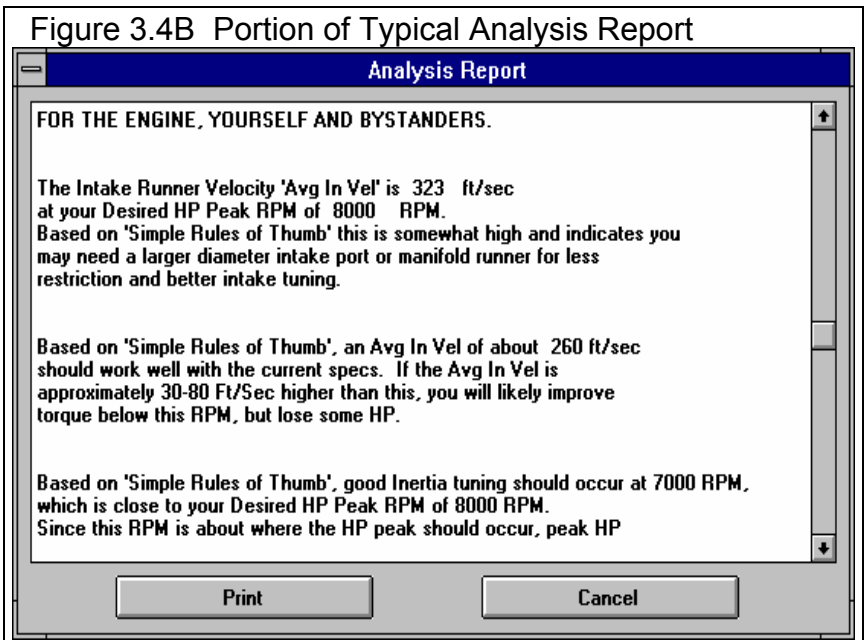 Figure 3.4B  Portion of Typical Analysis Report
Analysis Report
FOR THE ENGINE, YOURSELF AND BYSTANDERS.
The Intake Runner Velocity 'Avg In Vel' is  323   ft/sec
at your Desired HP Peak RPM of  8000    RPM.
Based on 'Simple Rules of Thumb' this is somewhat high and indicates you
may need a larger diameter intake port or manifold runner for less
restriction and better intake tuning.
Based on 'Simple Rules of Thumb', an Avg In Vel of about  260 ft/sec
should work well with the current specs.  If the Avg In Vel is
approximately 30-80 Ft/Sec higher than this, you will likely improve
torque below this RPM, but lose some HP.
Based on 'Simple Rules of Thumb', good Inertia tuning should occur at 7000 RPM,
which is close to your Desired HP Peak RPM of 8000 RPM.
Since this RPM is about where the HP peak should occur, peak HP
Print
Cancel